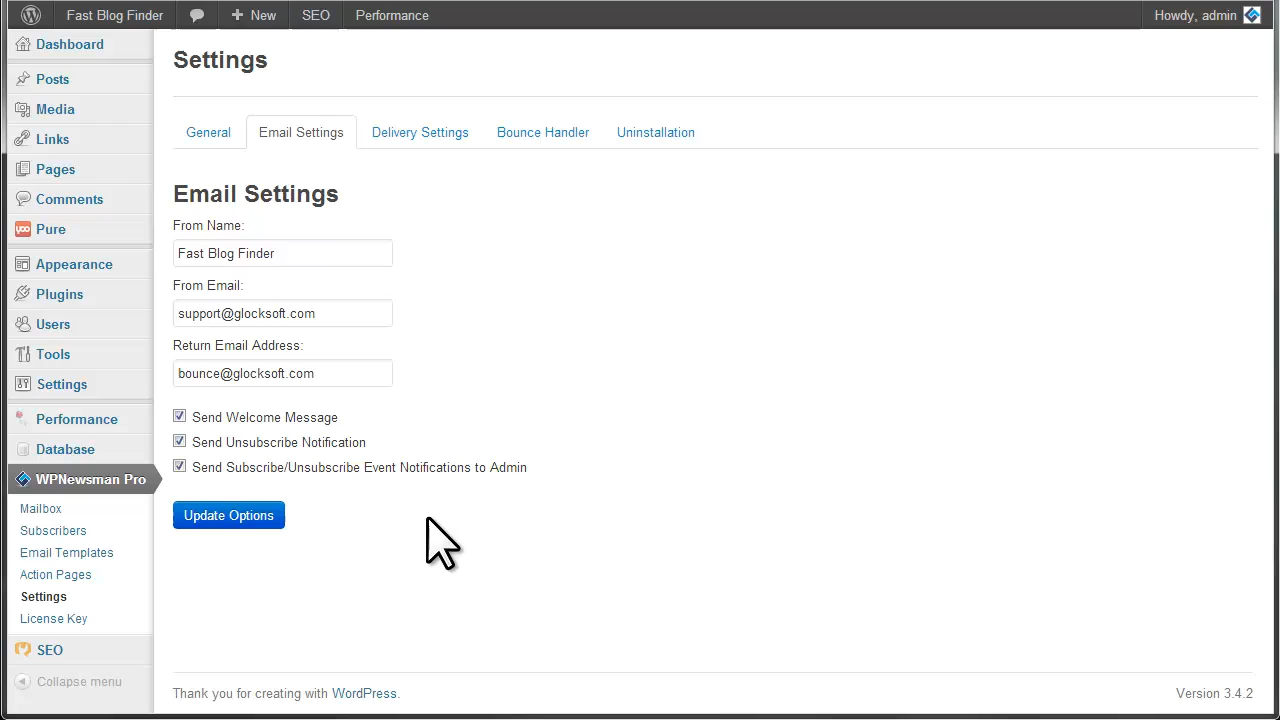 Fast Blog Finder
New
SEO
Performance
Howdy, admin
Dashboard
Posts
Media
Links
Pages
Comments
yoo Pure
Appearance
Plugins
Users
Tools
Settings
Performance
Database
WPNewsman Pro
Mailbox
Subscribers
Email Templates
Action Pages
Settings
License Key
SEO
Collapse menu
Settings
General
Email Settings
Delivery Settings
Bounce Handler
Uninstallation
Email Settings
From Name:
Fast Blog Finder
From Email:
support@glocksoft.com
Return Email Address:
bounce@glocksoft.com
Send Welcome Message
Send Unsubscribe Notification
Send Subscribe/Unsubscribe Event Notifications to Admin
Update Options
Thank you for creating with WordPress.
Version 3.4.2